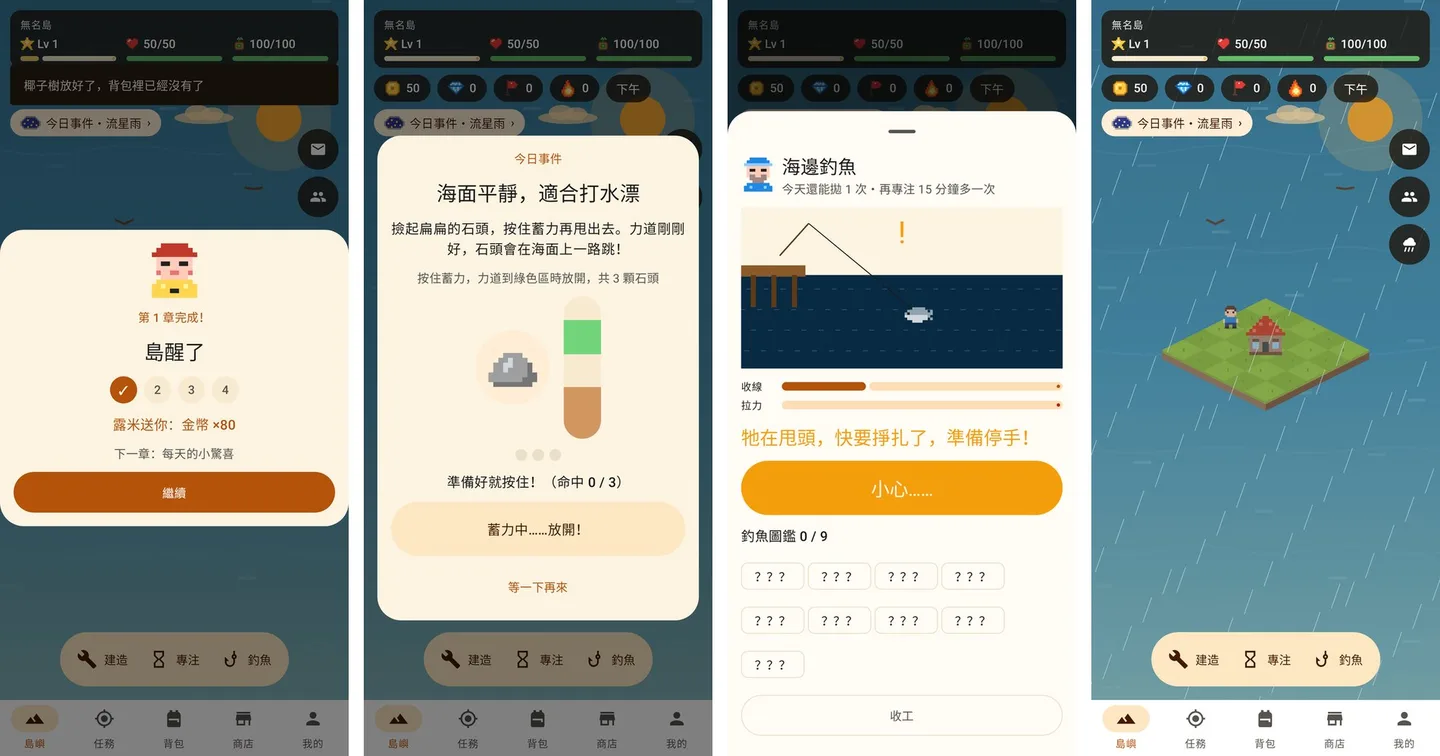 無名島
Lv 1
50/50
100/100
椰子樹放好了，背包裡已經沒有了
今日事件・流星雨 ›
第 1 章完成！
島醒了
✓ 2 3 4
露米送你：金幣 ×80
下一章：每天的小驚喜
繼續
建造 專注 釣魚
島嶼 任務 背包 商店 我的
無名島
Lv 1
50/50
100/100
50 0 0 0 下午
今日事件・流星雨 ›
今日事件
海面平靜，適合打水漂
撿起扁扁的石頭，按住蓄力再甩出去。力道剛剛
好，石頭會在海面上一路跳！
按住蓄力，力道到綠色區時放開，共 3 顆石頭
準備好就按住！（命中 0 / 3）
蓄力中……放開！
等一下再來
建造 專注 釣魚
島嶼 任務 背包 商店 我的
無名島
Lv 1
50/50
100/100
50 0 0 0 下午
海邊釣魚
今天還能拋 1 次・再專注 15 分鐘多一次
!
收線
拉力
牠在甩頭，快要掙扎了，準備停手！
小心……
釣魚圖鑑 0 / 9
？？？ ？？？ ？？？ ？？？
？？？ ？？？ ？？？ ？？？
？？？
收工
無名島
Lv 1
50/50
100/100
50 0 0 0 下午
今日事件・流星雨 ›
建造 專注 釣魚
島嶼 任務 背包 商店 我的